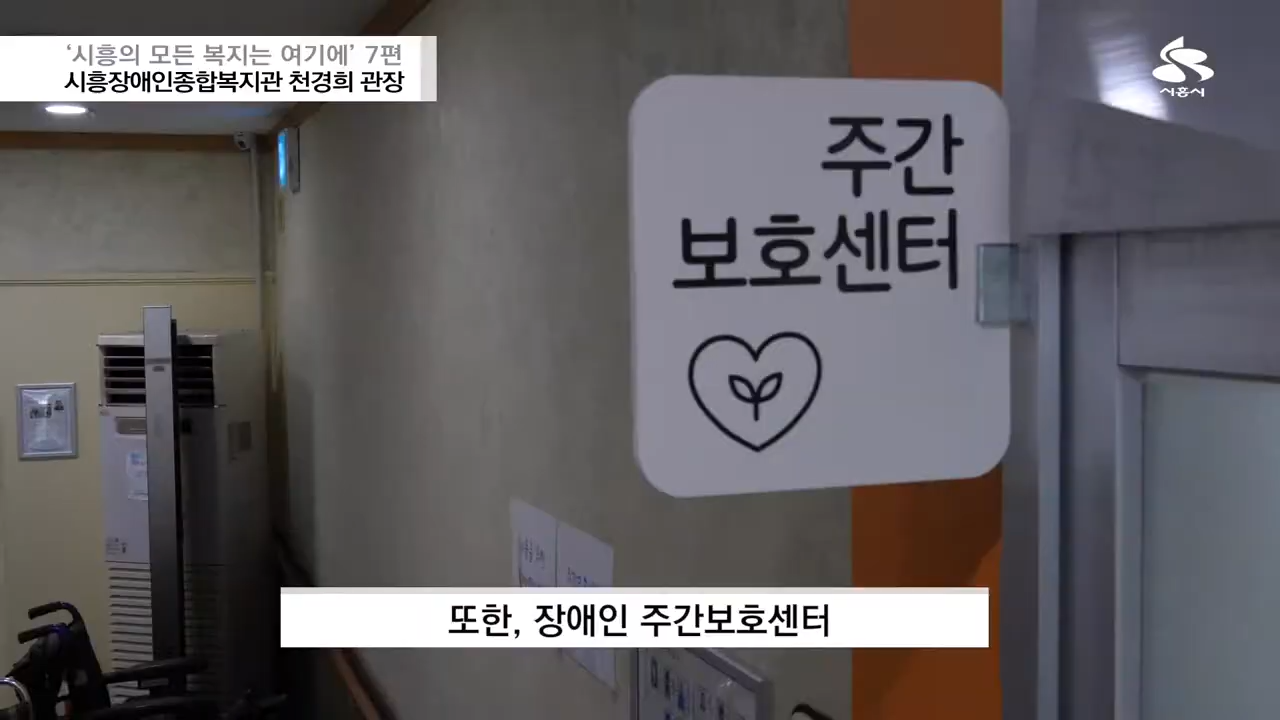 ‘시흥의 모든 복지는 여기에’ 7편
시흥장애인종합복지관 천경희 관장
시흥시
주간
보호센터
또한, 장애인 주간보호센터